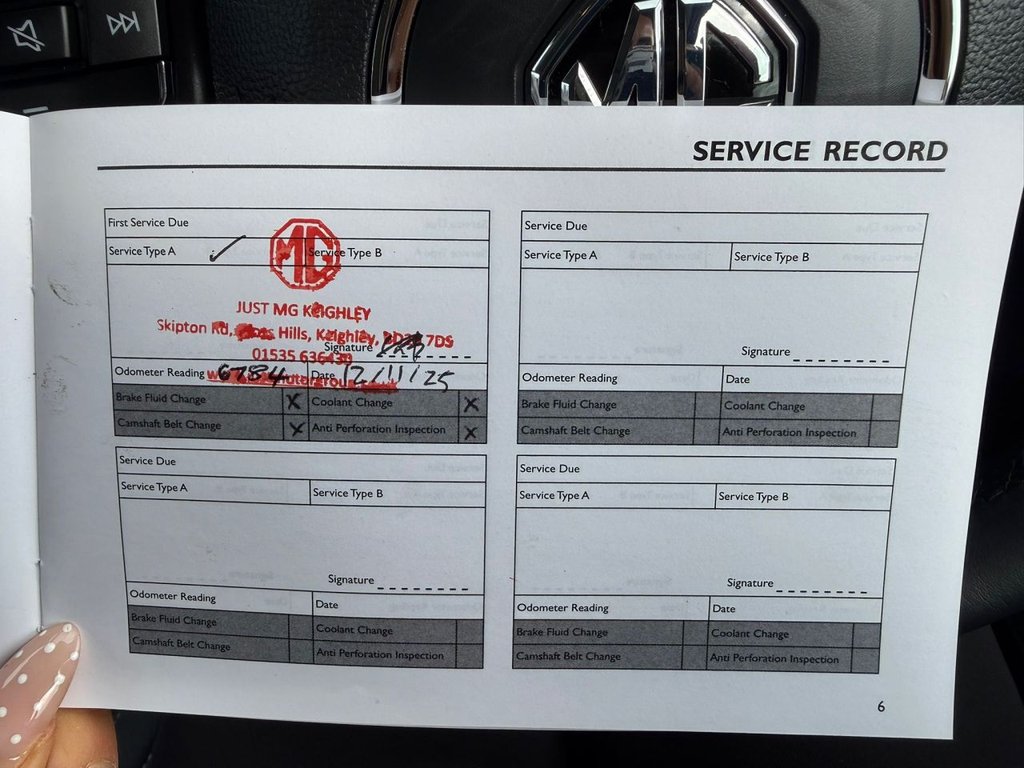 SERVICE RECORD
First Service Due
Service Type A ✓ Service Type B
MG
JUST MG KEIGHLEY
Skipton Rd, Hills, Keighley, 7DS
Signature
01535 636430
Odometer Reading 6784 Date 12/11/25
Brake Fluid Change X Coolant Change X
Camshaft Belt Change X Anti Perforation Inspection X
Service Due
Service Type A Service Type B
Signature
Odometer Reading Date
Brake Fluid Change Coolant Change
Camshaft Belt Change Anti Perforation Inspection
Service Due
Service Type A Service Type B
Signature
Odometer Reading Date
Brake Fluid Change Coolant Change
Camshaft Belt Change Anti Perforation Inspection
Service Due
Service Type A Service Type B
Signature
Odometer Reading Date
Brake Fluid Change Coolant Change
Camshaft Belt Change Anti Perforation Inspection
6